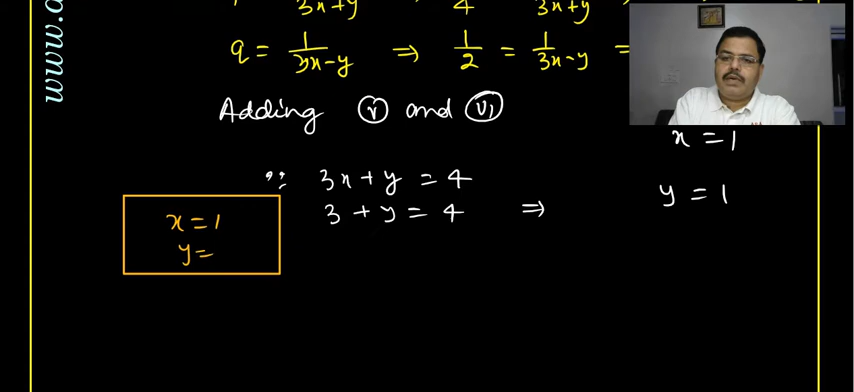 www.
3x+y 4 3x+y
q = 1/3x-y ⇒ 1/2 = 1/3x-y =
Adding (v) and (vi)
x = 1
∵ 3x + y = 4
3 + y = 4 ⇒ y = 1
x = 1
y =